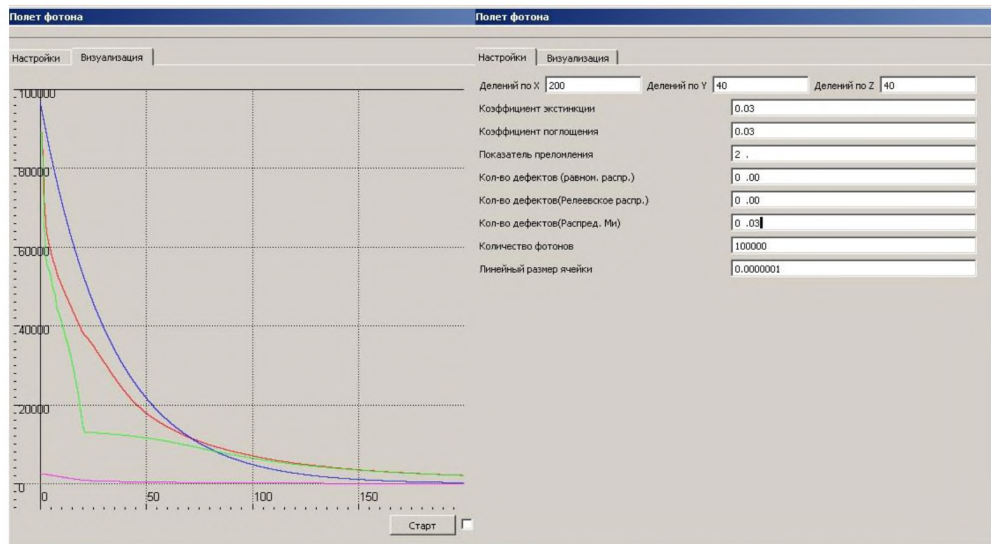 Полет фотона
Настройки Визуализация
100000
80000
60000
40000
20000
0
0 50 100 150
Старт
Полет фотона
Настройки Визуализация
Делений по X 200 Делений по Y 40 Делений по Z 40
Коэффициент экстинкции 0.03
Коэффициент поглощения 0.03
Показатель преломления 2 .
Кол-во дефектов (равном. распр.) 0 .00
Кол-во дефектов(Релеевское распр.) 0 .00
Кол-во дефектов(Распред. Ми) 0 .03
Количество фотонов 100000
Линейный размер ячейки 0.0000001